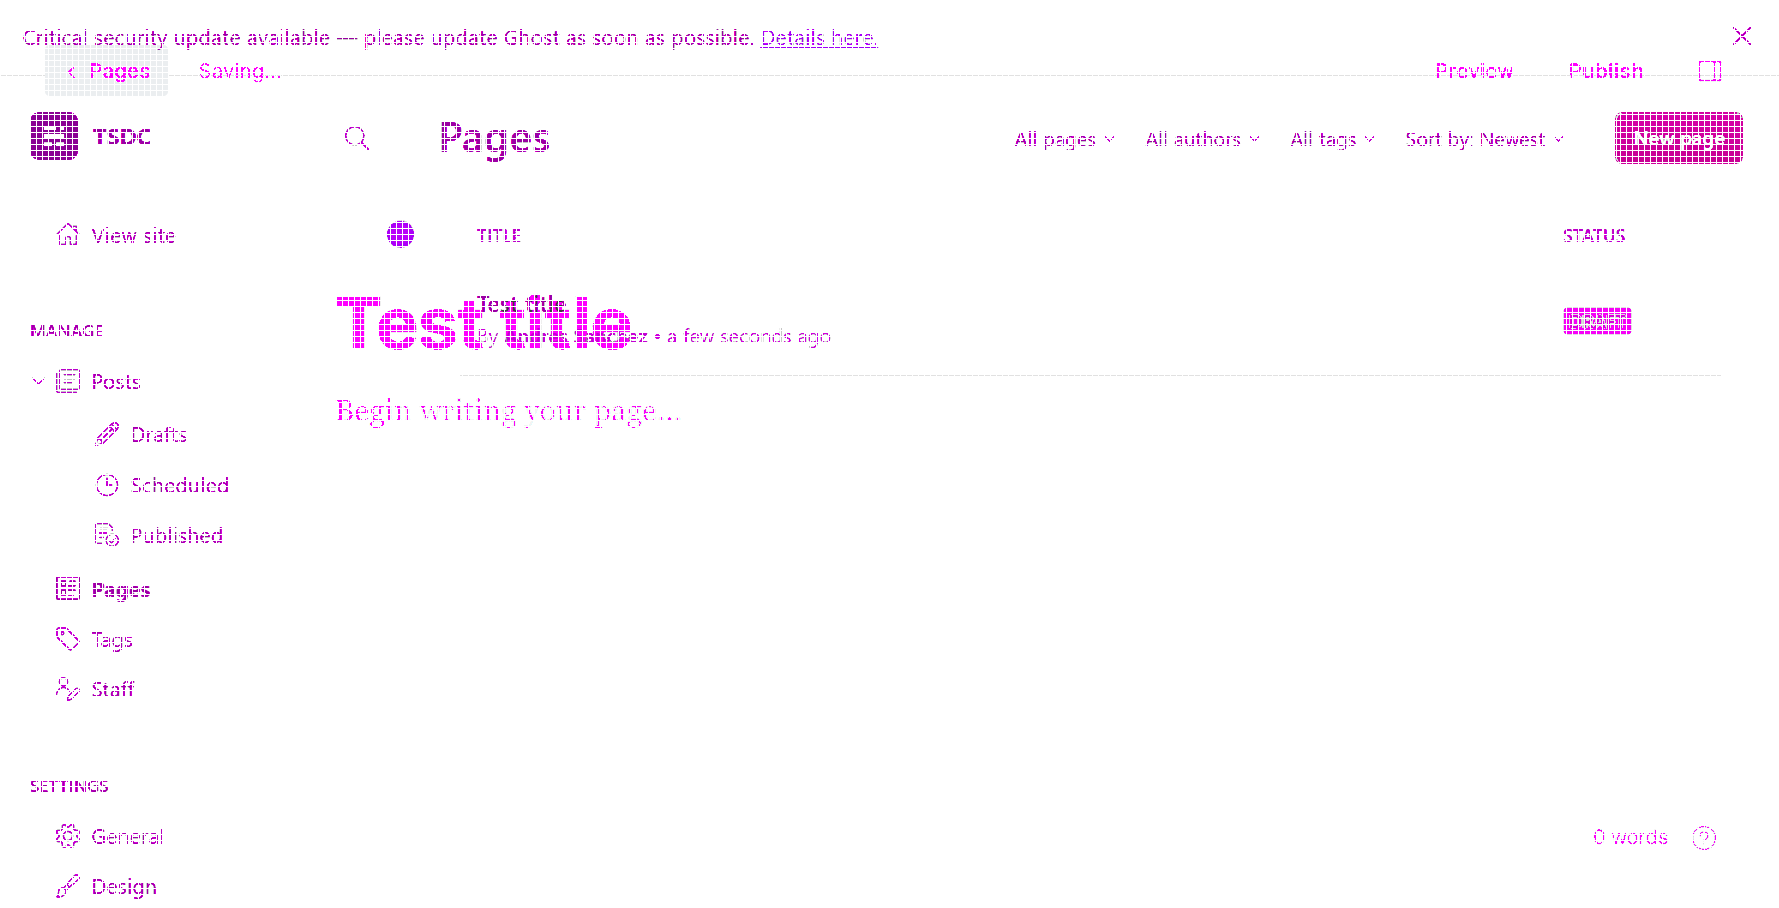 Critical security update available — please update Ghost as soon as possible. Details here.
Pages
Saving...
Preview
Publish
TSDC
Pages
All pages
All authors
All tags
Sort by: Newest
New page
View site
TITLE
STATUS
Test title
Test title
By
ez • a few seconds ago
MANAGE
Posts
Begin writing your page...
Drafts
Scheduled
Published
Pages
Tags
Staff
SETTINGS
General
0 words
Design